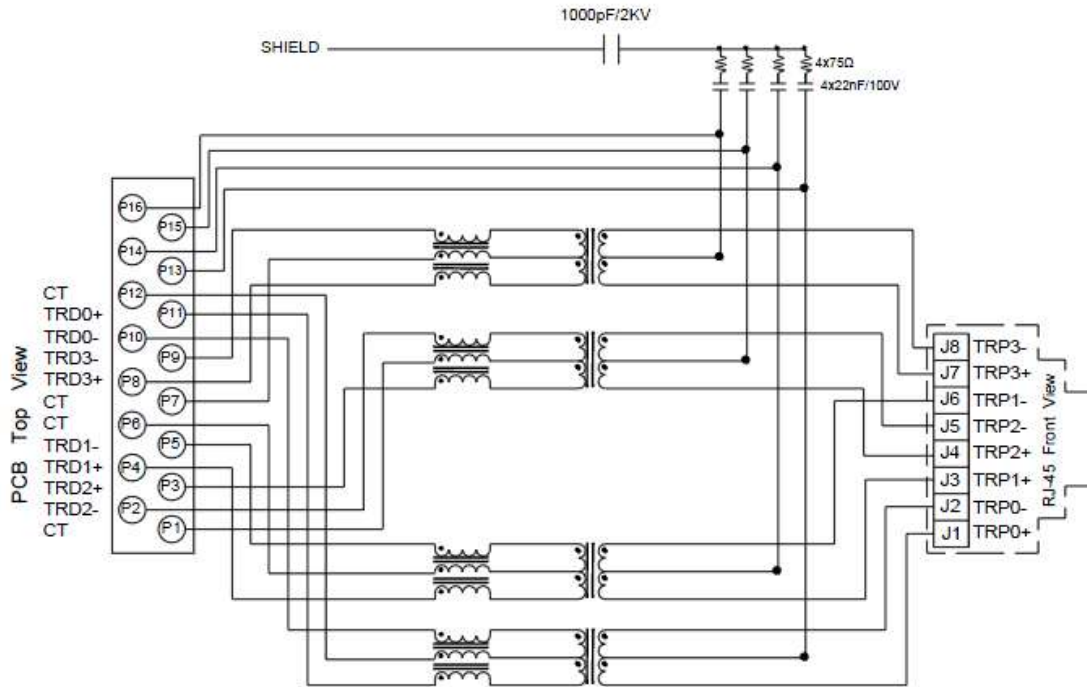 1000pF/2KV
SHIELD
4x75Ω
4x22nF/100V
P16
P15
P14
P13
CT
P12
TRD0+
P11
TRD0-
P10
TRD3-
P9
TRD3+
P8
CT
P7
CT
P6
TRD1-
P5
TRD1+
P4
TRD2+
P3
TRD2-
P2
CT
P1
PCB Top View
J8 TRP3-
J7 TRP3+
J6 TRP1-
J5 TRP2-
J4 TRP2+
J3 TRP1+
J2 TRP0-
J1 TRP0+
RJ-45 Front View